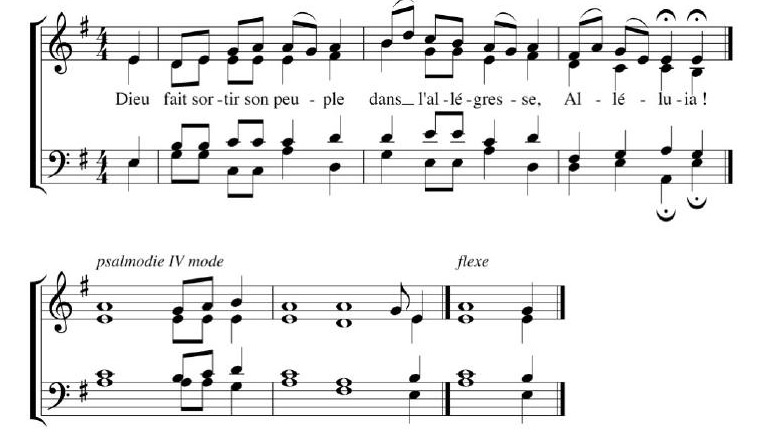 Dieu fait sor-tir son peu - ple dans_ l'al-lé-gres-se, Al - lé - lu-ia !
psalmodie IV mode
flexe